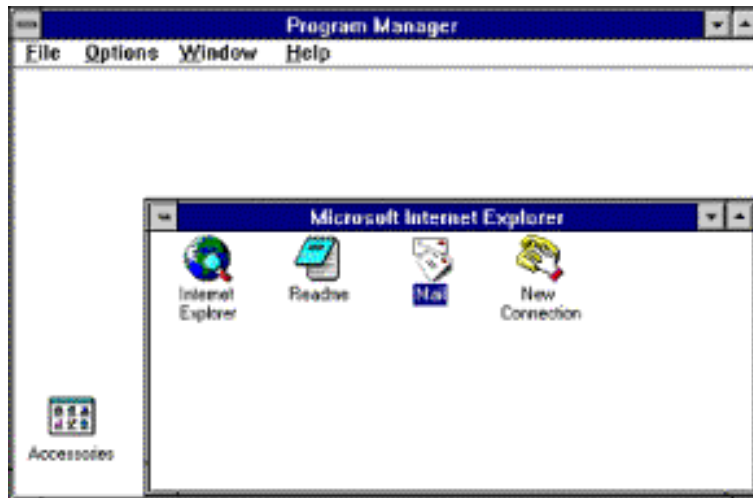 Program Manager
File Options Window Help
Microsoft Internet Explorer
Internet Explorer
Readme
Mail
New Connection
Accessories